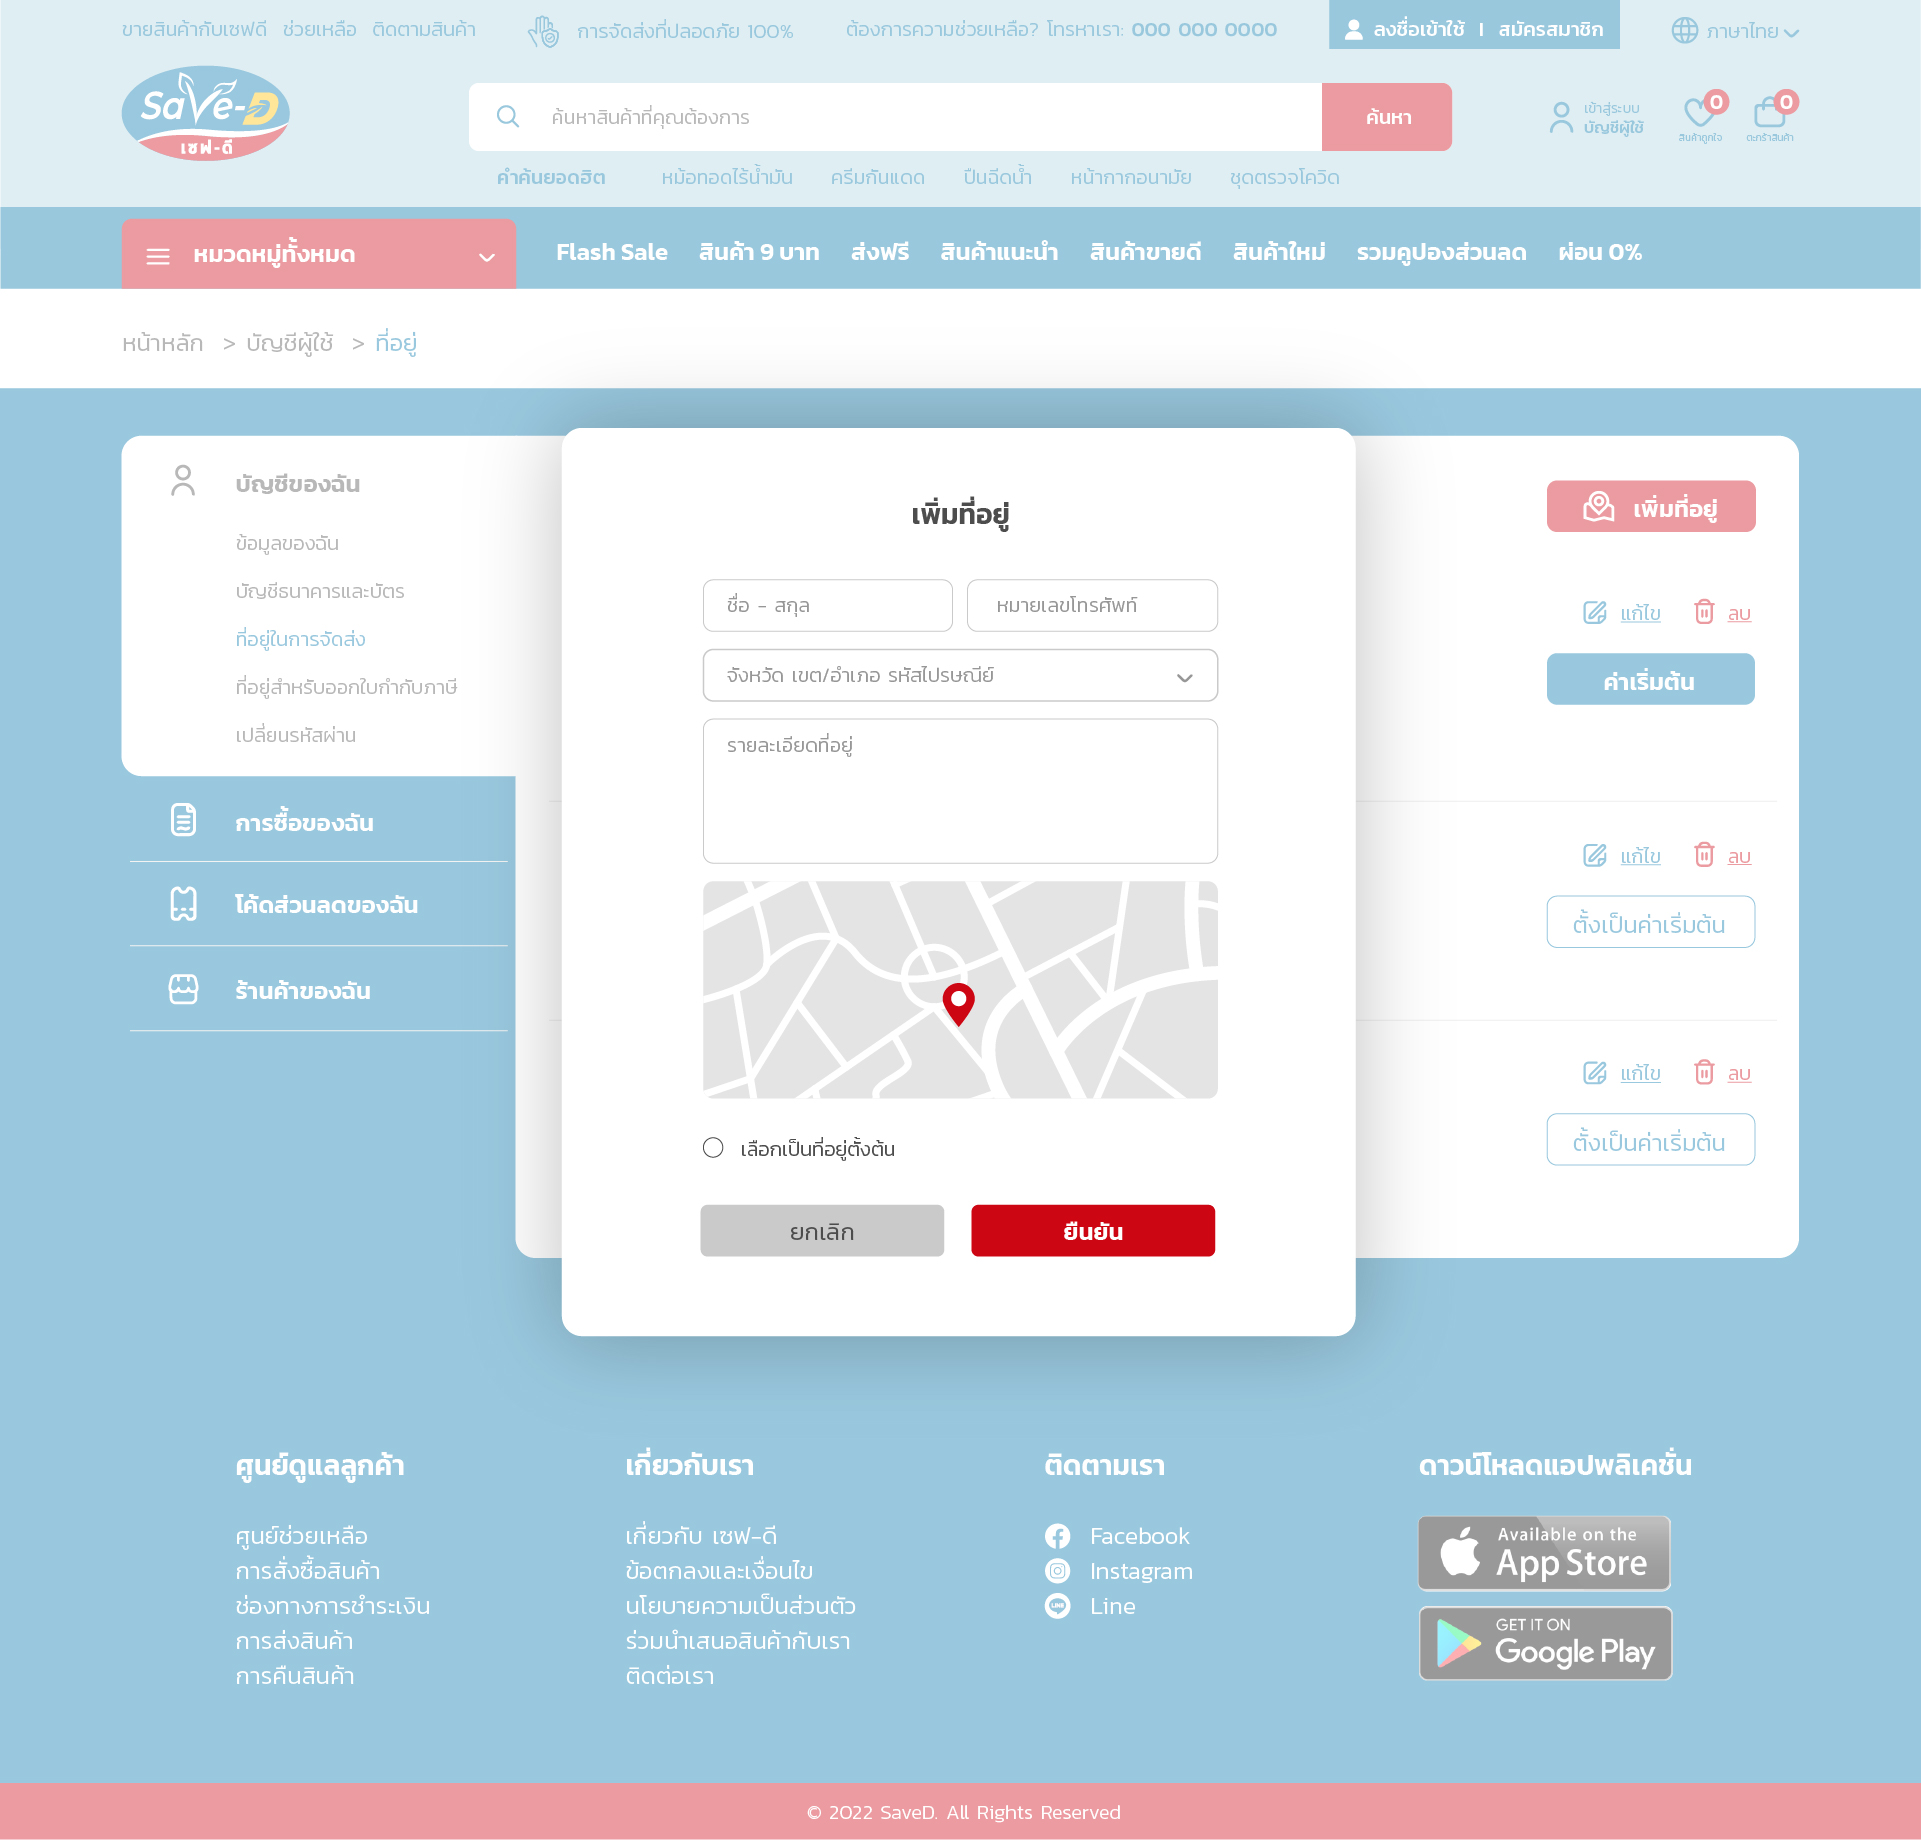 ขายสินค้ากับเซฟดี ช่วยเหลือ ติดตามสินค้า การจัดส่งที่ปลอดภัย 100% ต้องการความช่วยเหลือ? โทรหาเรา: 000 000 0000 ลงชื่อเข้าใช้ I สมัครสมาชิก ภาษาไทย
SaVe-D
เซฟ-ดี
ค้นหาสินค้าที่คุณต้องการ ค้นหา
เข้าสู่ระบบ
บัญชีผู้ใช้
0 0
สินค้าถูกใจ ตะกร้าสินค้า
คำค้นยอดฮิต หม้อทอดไร้น้ำมัน ครีมกันแดด ปืนฉีดน้ำ หน้ากากอนามัย ชุดตรวจโควิด
หมวดหมู่ทั้งหมด Flash Sale สินค้า 9 บาท ส่งฟรี สินค้าแนะนำ สินค้าขายดี สินค้าใหม่ รวมคูปองส่วนลด ผ่อน 0%
หน้าหลัก > บัญชีผู้ใช้ > ที่อยู่
บัญชีของฉัน
ข้อมูลของฉัน
บัญชีธนาคารและบัตร
ที่อยู่ในการจัดส่ง
ที่อยู่สำหรับออกใบกำกับภาษี
เปลี่ยนรหัสผ่าน
การซื้อของฉัน
โค้ดส่วนลดของฉัน
ร้านค้าของฉัน
เพิ่มที่อยู่
ชื่อ - สกุล หมายเลขโทรศัพท์
จังหวัด เขต/อำเภอ รหัสไปรษณีย์
รายละเอียดที่อยู่
เลือกเป็นที่อยู่ตั้งต้น
ยกเลิก ยืนยัน
เพิ่มที่อยู่
แก้ไข ลบ
ค่าเริ่มต้น
แก้ไข ลบ
ตั้งเป็นค่าเริ่มต้น
แก้ไข ลบ
ตั้งเป็นค่าเริ่มต้น
ศูนย์ดูแลลูกค้า
ศูนย์ช่วยเหลือ
การสั่งซื้อสินค้า
ช่องทางการชำระเงิน
การส่งสินค้า
การคืนสินค้า
เกี่ยวกับเรา
เกี่ยวกับ เซฟ-ดี
ข้อตกลงและเงื่อนไข
นโยบายความเป็นส่วนตัว
ร่วมนำเสนอสินค้ากับเรา
ติดต่อเรา
ติดตามเรา
Facebook
Instagram
LINE Line
ดาวน์โหลดแอปพลิเคชั่น
Available on the
App Store
GET IT ON
Google Play
© 2022 SaveD. All Rights Reserved